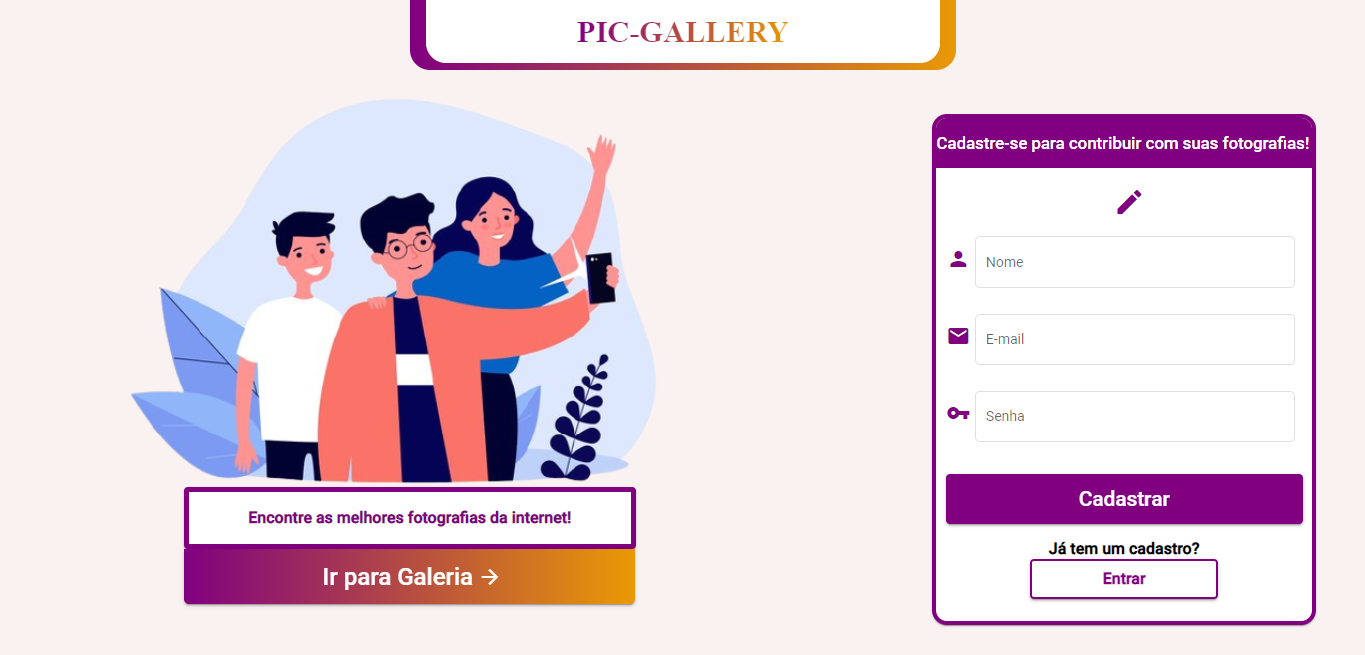 PIC-GALLERY
Encontre as melhores fotografias da internet!
Ir para Galeria →
Cadastre-se para contribuir com suas fotografias!
Nome
E-mail
Senha
Cadastrar
Já tem um cadastro?
Entrar